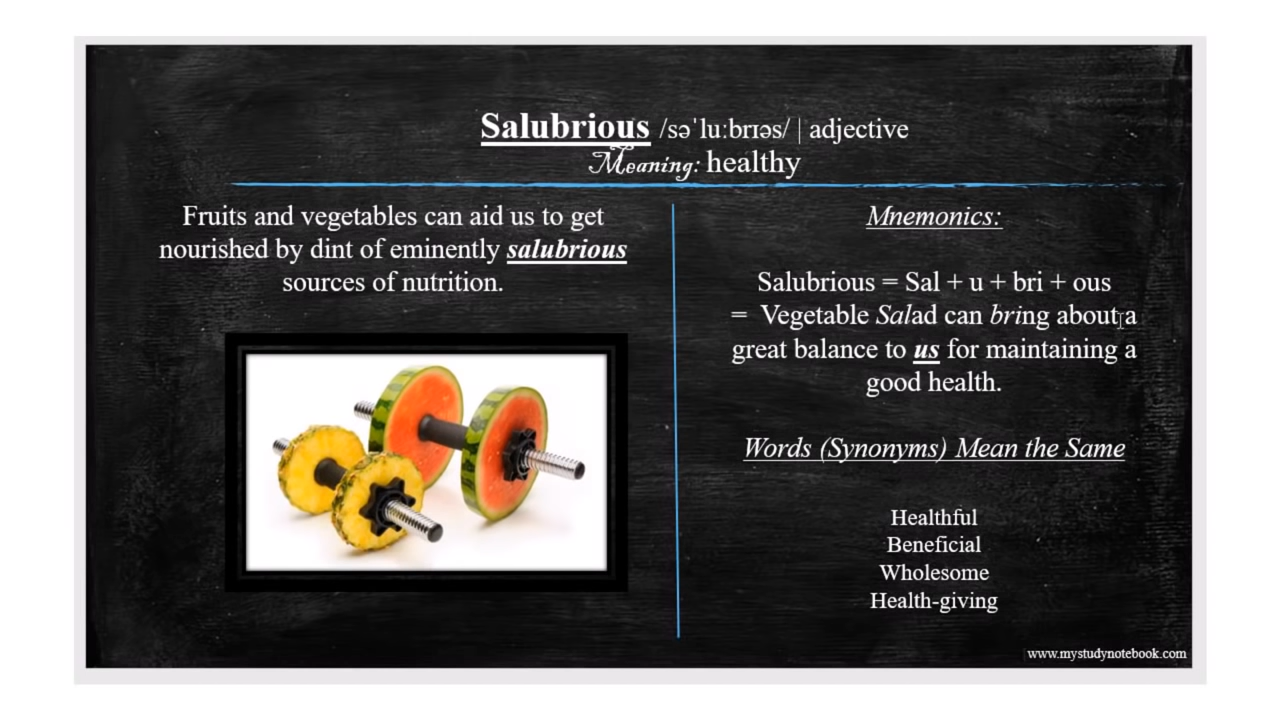 Salubrious /səˈluːbrɪəs/ | adjective
Meaning: healthy
Fruits and vegetables can aid us to get
nourished by dint of eminently salubrious
sources of nutrition.
Mnemonics:
Salubrious = Sal + u + bri + ous
= Vegetable Salad can bring about a
great balance to us for maintaining a
good health.
Words (Synonyms) Mean the Same
Healthful
Beneficial
Wholesome
Health-giving
www.mystudynotebook.com